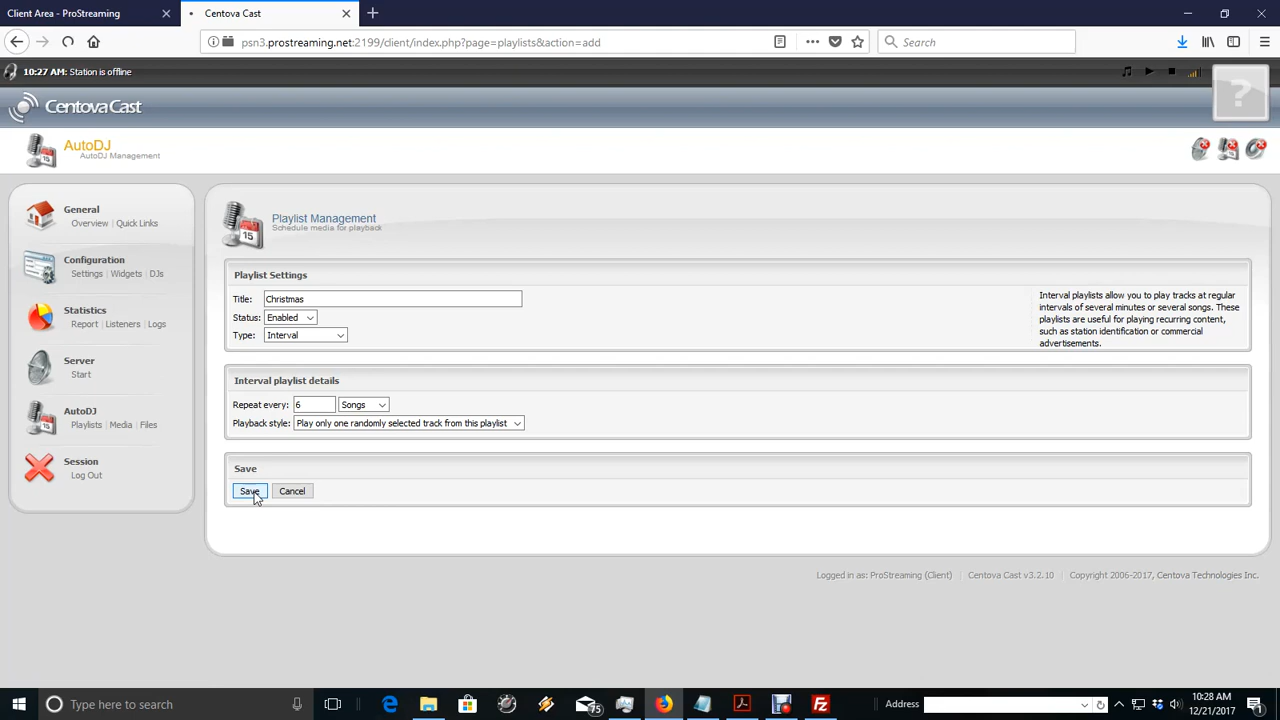 Client Area - ProStreaming
Centova Cast
psn3.prostreaming.net:2199/client/index.php?page=playlists&action=add
Search
10:27 AM: Station is offline
CentovaCast
?
AutoDJ
AutoDJ Management
15
General
Overview | Quick Links
Configuration
Settings | Widgets | DJs
Statistics
Report | Listeners | Logs
Server
Start
AutoDJ
Playlists | Media | Files
15
Session
Log Out
Playlist Management
Schedule media for playback
15
Playlist Settings
Title: Christmas
Status: Enabled
Type: Interval
Interval playlists allow you to play tracks at regular
intervals of several minutes or several songs. These
playlists are useful for playing recurring content,
such as station identification or commercial
advertisements.
Interval playlist details
Repeat every: 6 Songs
Playback style: Play only one randomly selected track from this playlist
Save
Save Cancel
Logged in as: ProStreaming (Client) | Centova Cast v3.2.10 | Copyright 2006-2017, Centova Technologies Inc.
Type here to search
75
Fz
Address
10:28 AM
12/21/2017
1